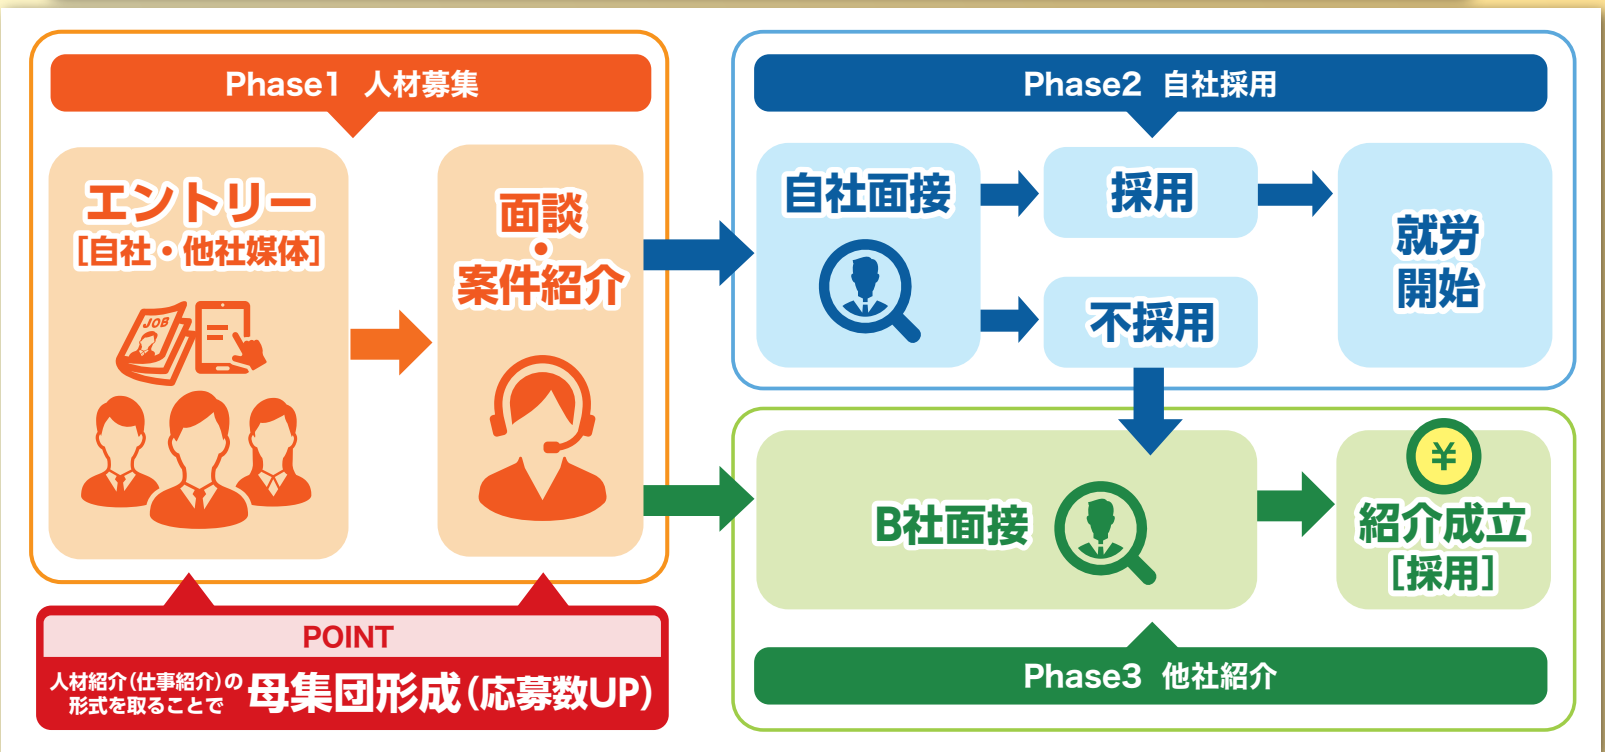 Phase1 人材募集
エントリー
[自社・他社媒体]
JOB
面談
・
案件紹介
POINT
人材紹介(仕事紹介)の
形式を取ることで
母集団形成(応募数UP)
Phase2 自社採用
自社面接
採用
不採用
就労
開始
B社面接
¥
紹介成立
[採用]
Phase3 他社紹介